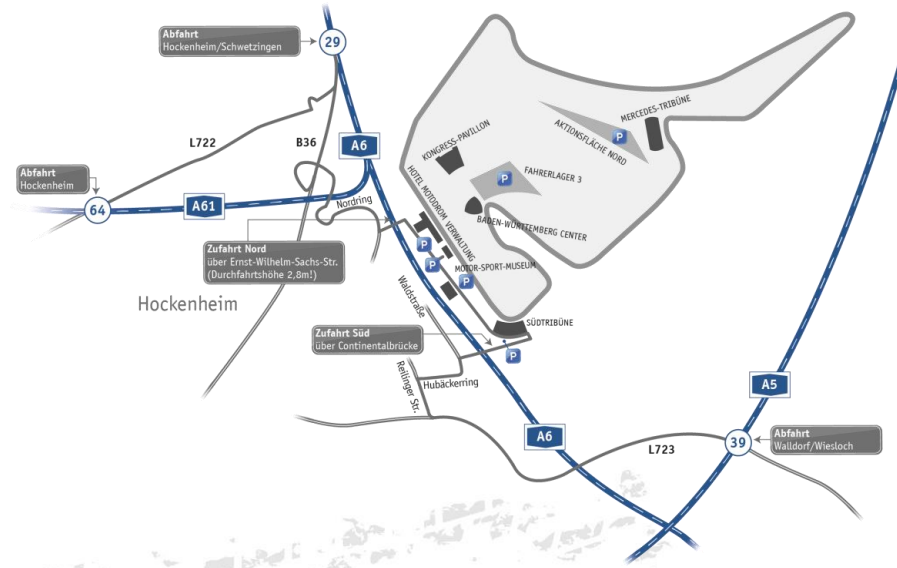 Abfahrt
Hockenheim/Schwetzingen
29
MERCEDES-TRIBÜNE
P
AKTIONSFLÄCHE NORD
L722
B36
A6
KONGRESS-PAVILLON
Abfahrt
Hockenheim
FAHRERLAGER 3
P
64
A61
Nordring
HOTEL MOTODROM VERWALTUNG
BADEN-WÜRTTEMBERG CENTER
Zufahrt Nord
über Ernst-Wilhelm-Sachs-Str.
(Durchfahrtshöhe 2,8m!)
P
P
MOTOR-SPORT-MUSEUM
P
Hockenheim
Waldstraße
SÜDTRIBÜNE
Zufahrt Süd
über Continentalbrücke
P
Reilinger Str.
Hubäckerring
A5
A6
Abfahrt
Walldorf/Wiesloch
39
L723